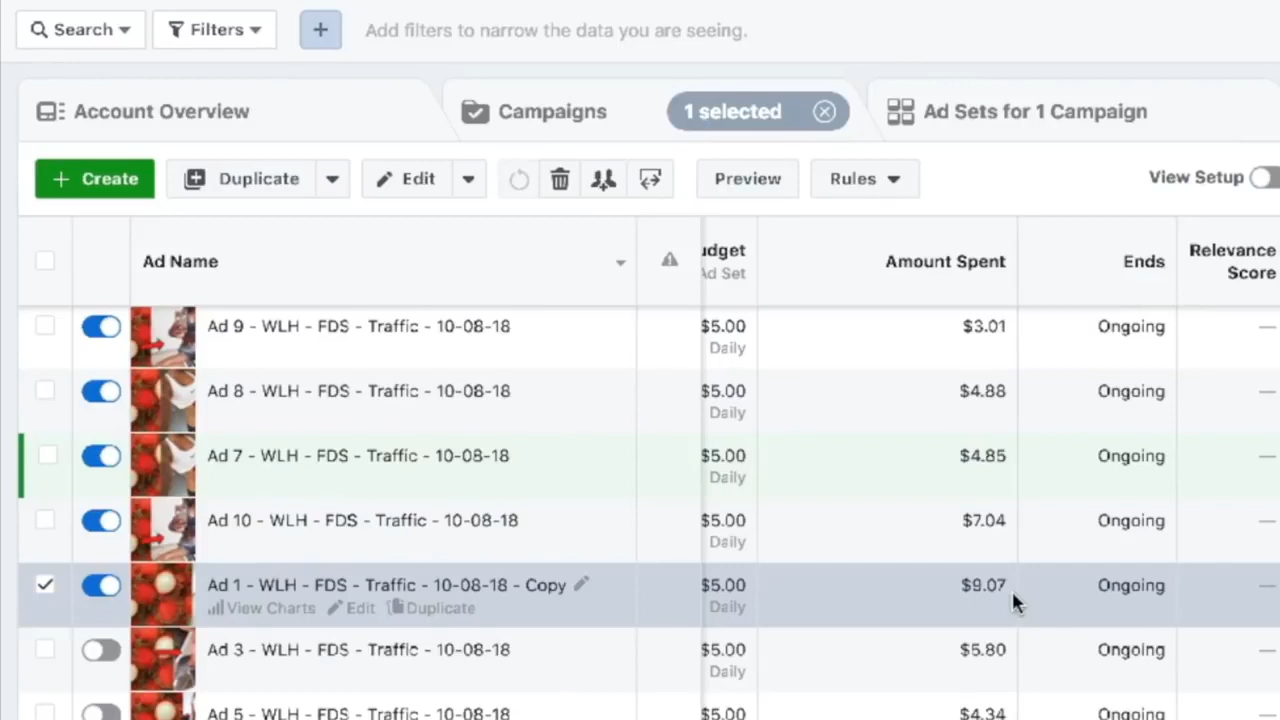 Search Filters + Add filters to narrow the data you are seeing.
Account Overview Campaigns 1 selected Ad Sets for 1 Campaign
+ Create Duplicate Edit Preview Rules View Setup
Ad Name udget Ad Set Amount Spent Ends Relevance Score
Ad 9 - WLH - FDS - Traffic - 10-08-18 $5.00 $3.01 Ongoing —
Daily
Ad 8 - WLH - FDS - Traffic - 10-08-18 $5.00 $4.88 Ongoing —
Daily
Ad 7 - WLH - FDS - Traffic - 10-08-18 $5.00 $4.85 Ongoing —
Daily
Ad 10 - WLH - FDS - Traffic - 10-08-18 $5.00 $7.04 Ongoing —
Daily
Ad 1 - WLH - FDS - Traffic - 10-08-18 - Copy $5.00 $9.07 Ongoing —
View Charts Edit Duplicate Daily
Ad 3 - WLH - FDS - Traffic - 10-08-18 $5.00 $5.80 Ongoing —
Daily
Ad 5 - WLH - FDS - Traffic - 10-08-18 $5.00 $4.34 Ongoing